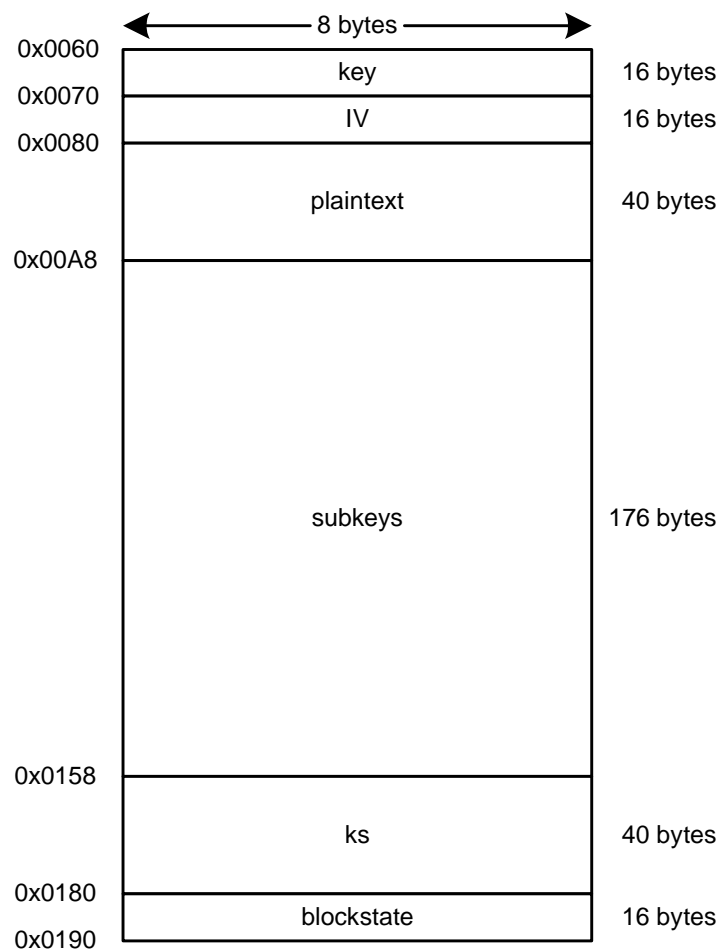 8 bytes
0x0060
key
16 bytes
0x0070
IV
16 bytes
0x0080
plaintext
40 bytes
0x00A8
subkeys
176 bytes
0x0158
ks
40 bytes
0x0180
blockstate
16 bytes
0x0190